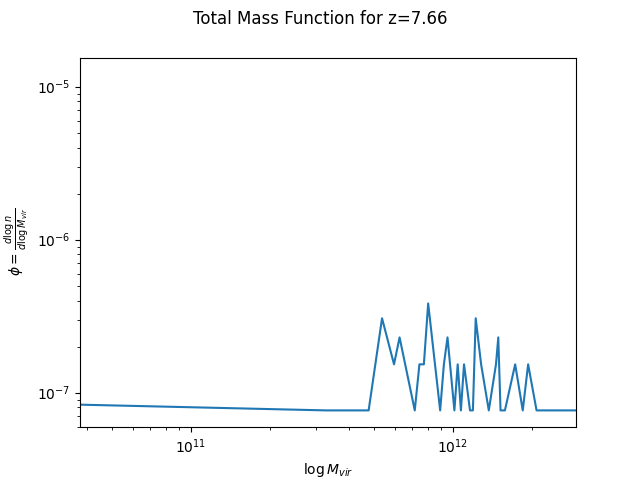 Total Mass Function for z=7.66
10⁻⁵
10⁻⁶
10⁻⁷
ϕ = d log n / d log M_vir
10¹¹
10¹²
log M_vir